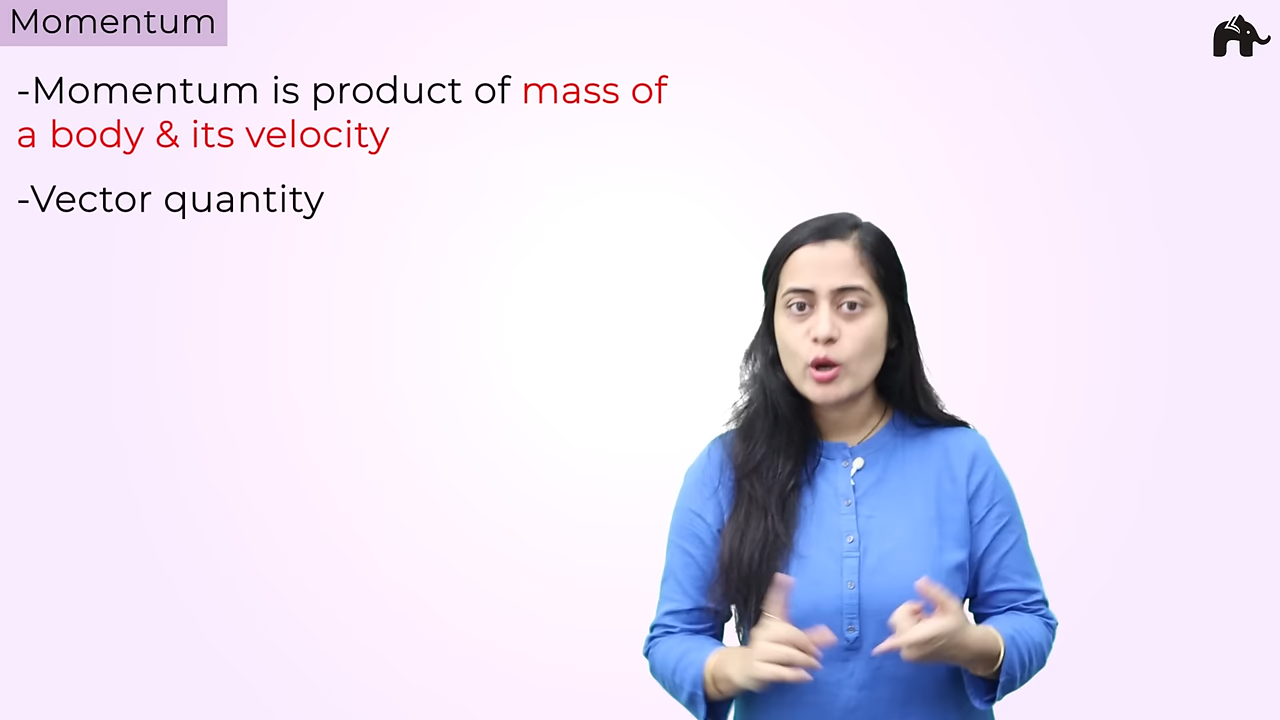 Momentum
-Momentum is product of mass of
a body & its velocity
-Vector quantity